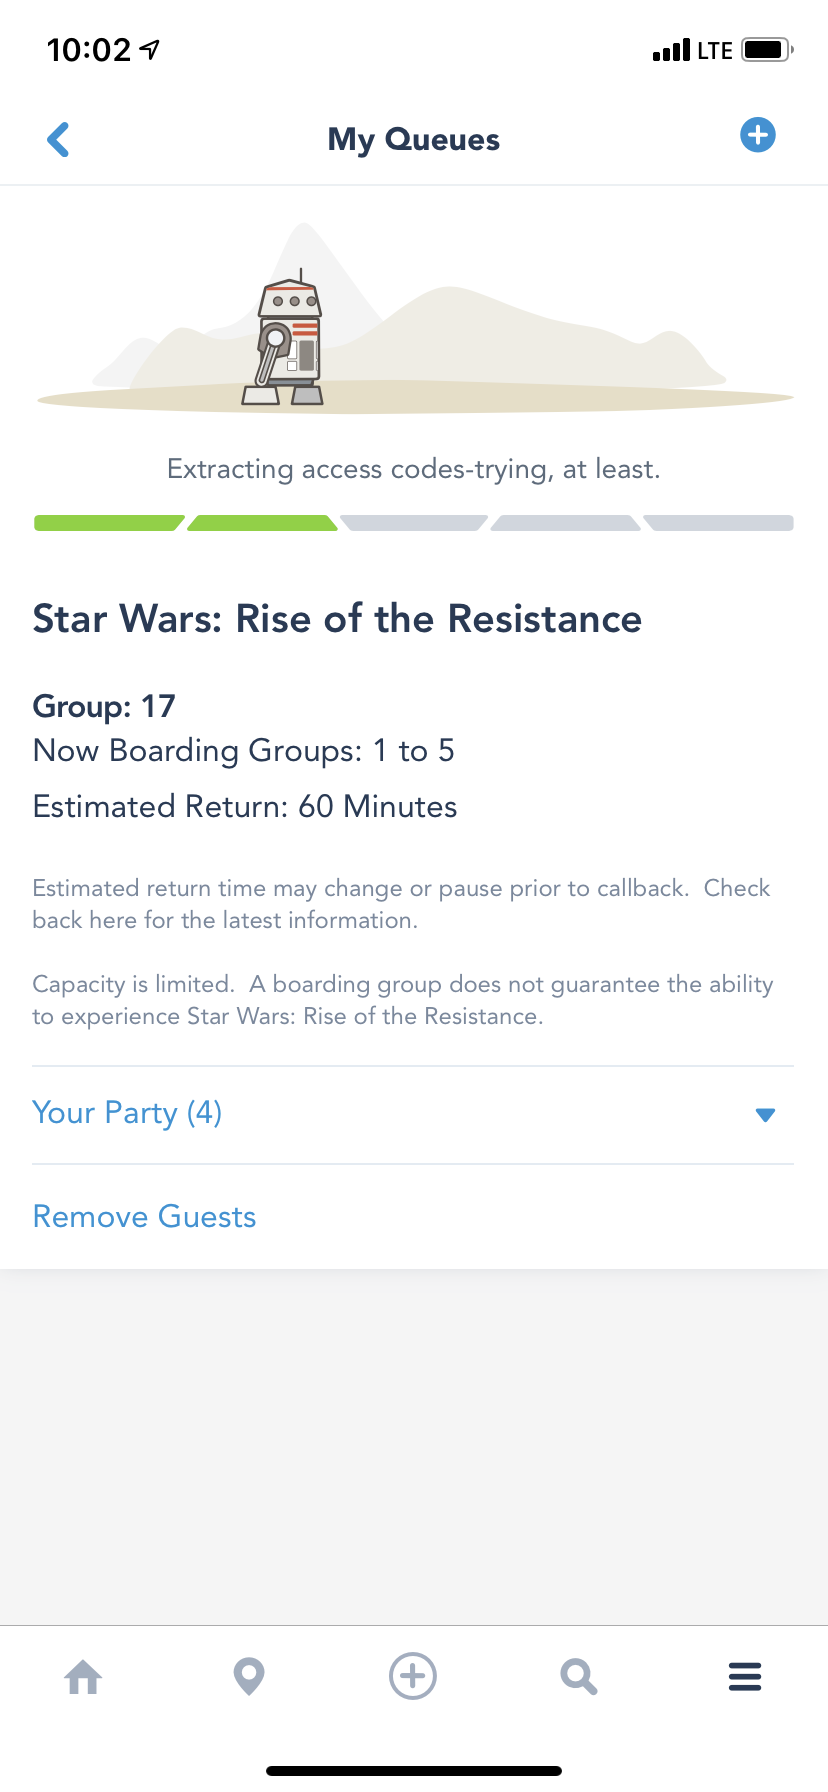 10:02 LTE
My Queues
Extracting access codes-trying, at least.
Star Wars: Rise of the Resistance
Group: 17
Now Boarding Groups: 1 to 5
Estimated Return: 60 Minutes
Estimated return time may change or pause prior to callback.  Check
back here for the latest information.
Capacity is limited.  A boarding group does not guarantee the ability
to experience Star Wars: Rise of the Resistance.
Your Party (4)
Remove Guests